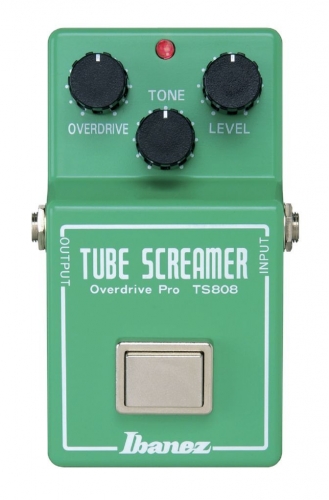 TONE
OVERDRIVE
LEVEL
OUTPUT
INPUT
TUBE SCREAMER
Overdrive Pro TS808
Ibanez